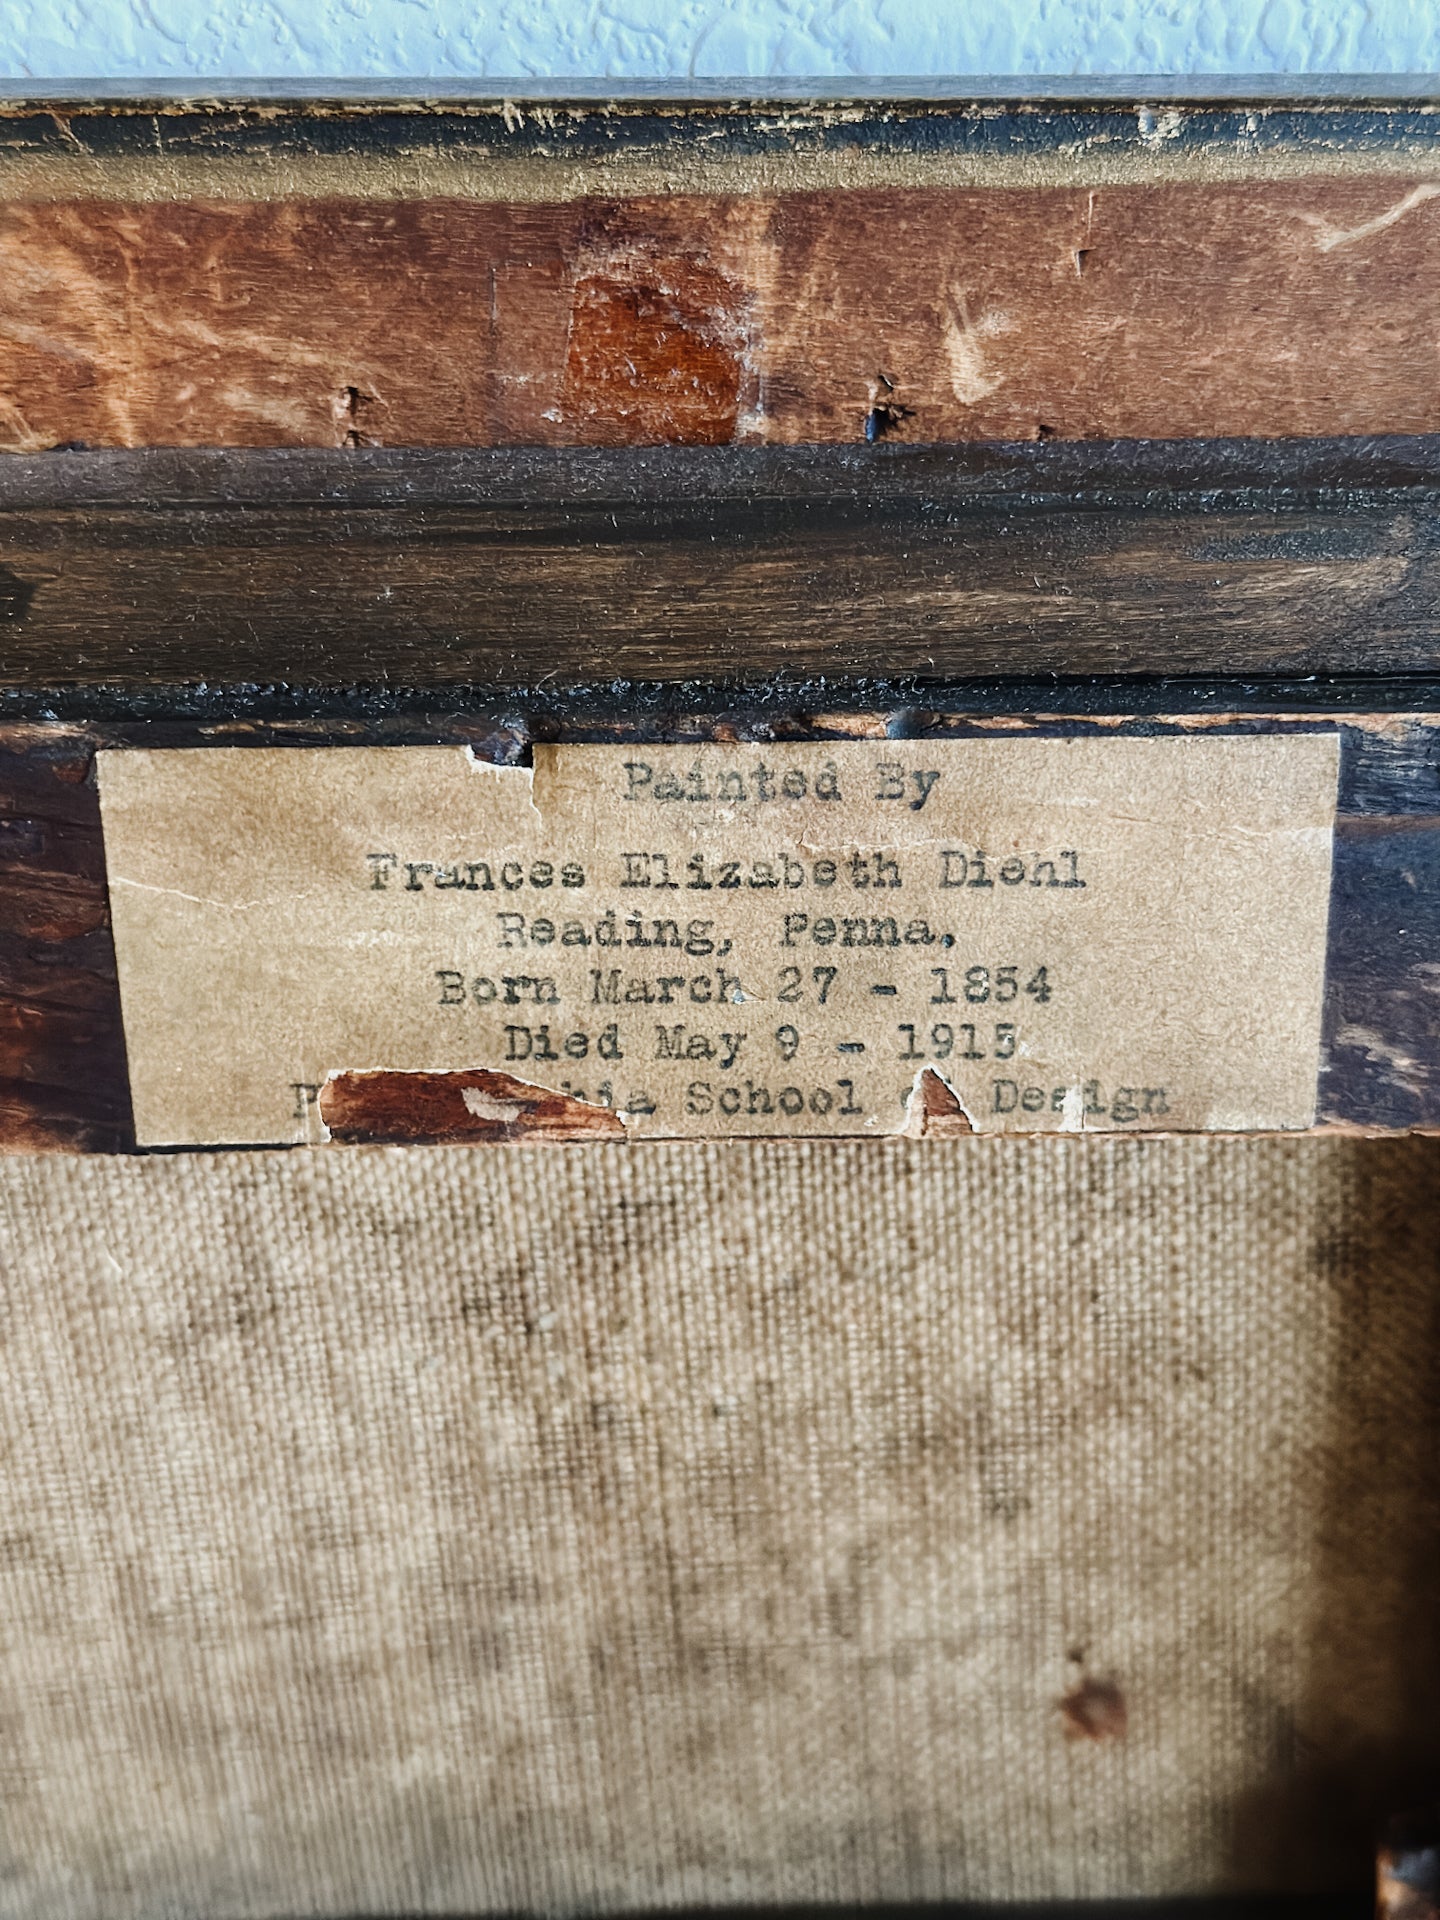 Painted By
Frances Elizabeth Diehl
Reading, Penna.
Born March 27 - 1854
Died May 9 - 1915
School Design